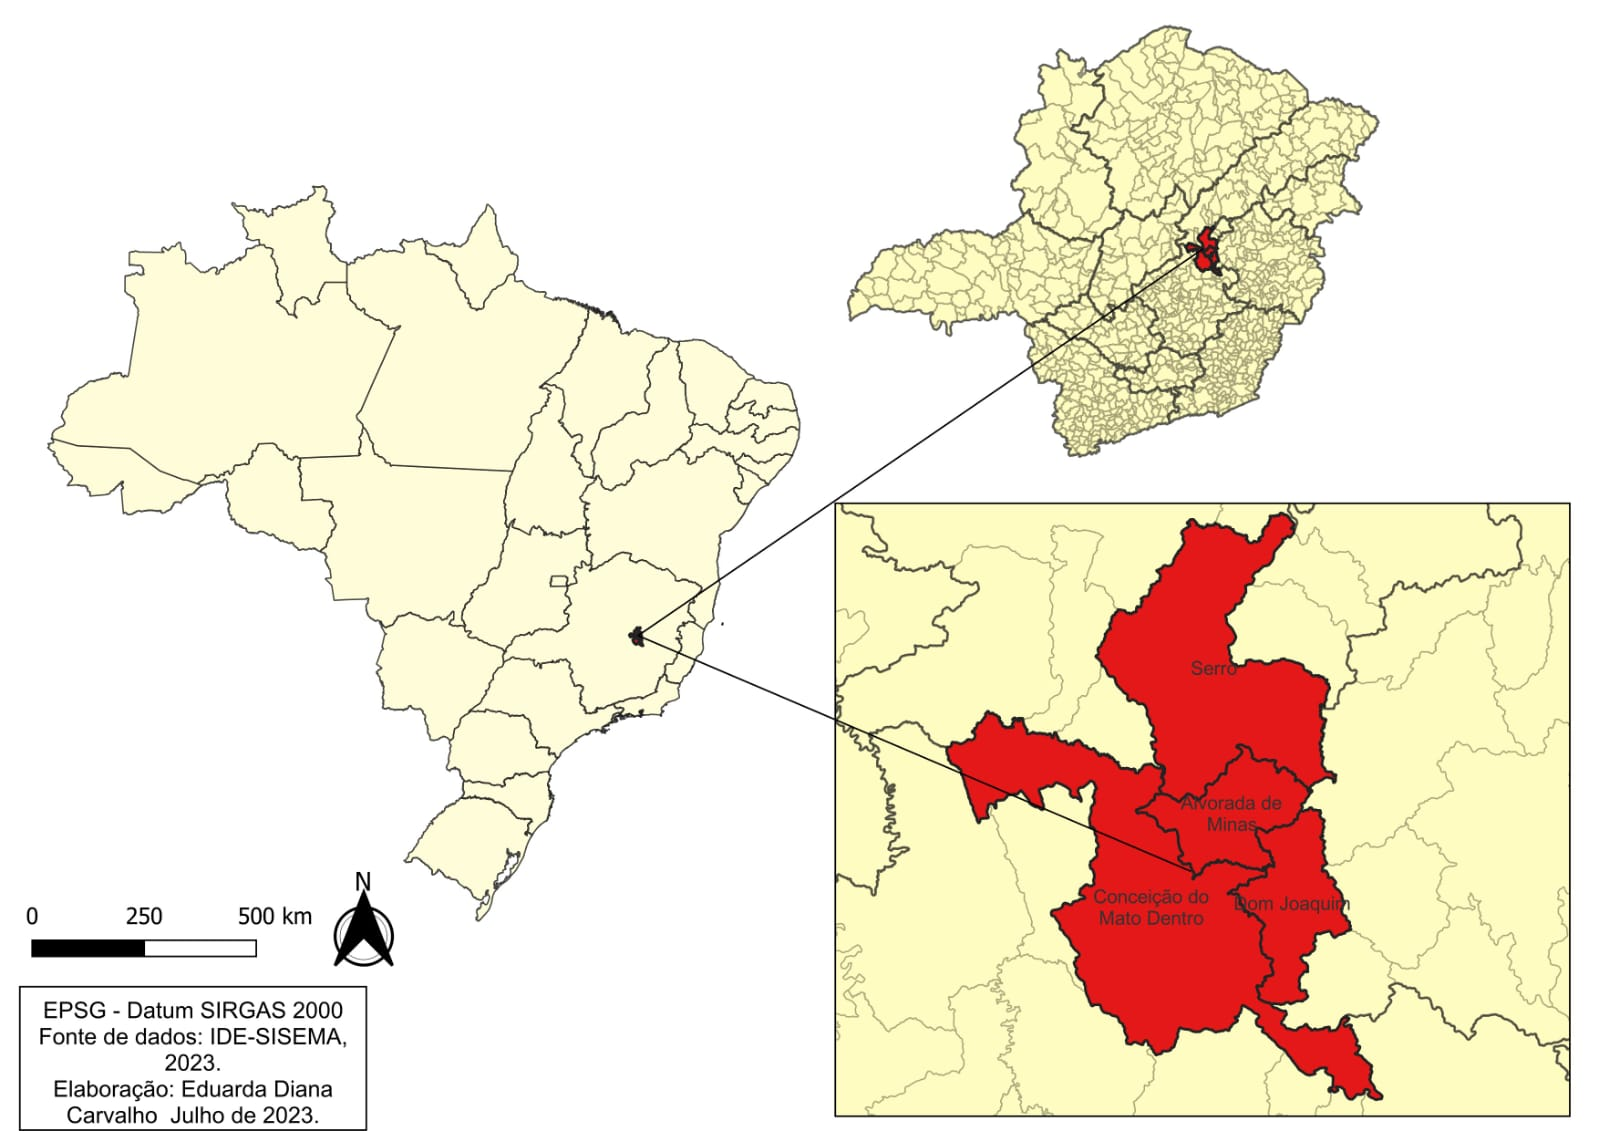 Serro
Alvorada de
Minas
Conceição do
Mato Dentro
Dom Joaquim
N
0 250 500 km
EPSG - Datum SIRGAS 2000
Fonte de dados: IDE-SISEMA,
2023.
Elaboração: Eduarda Diana
Carvalho Julho de 2023.